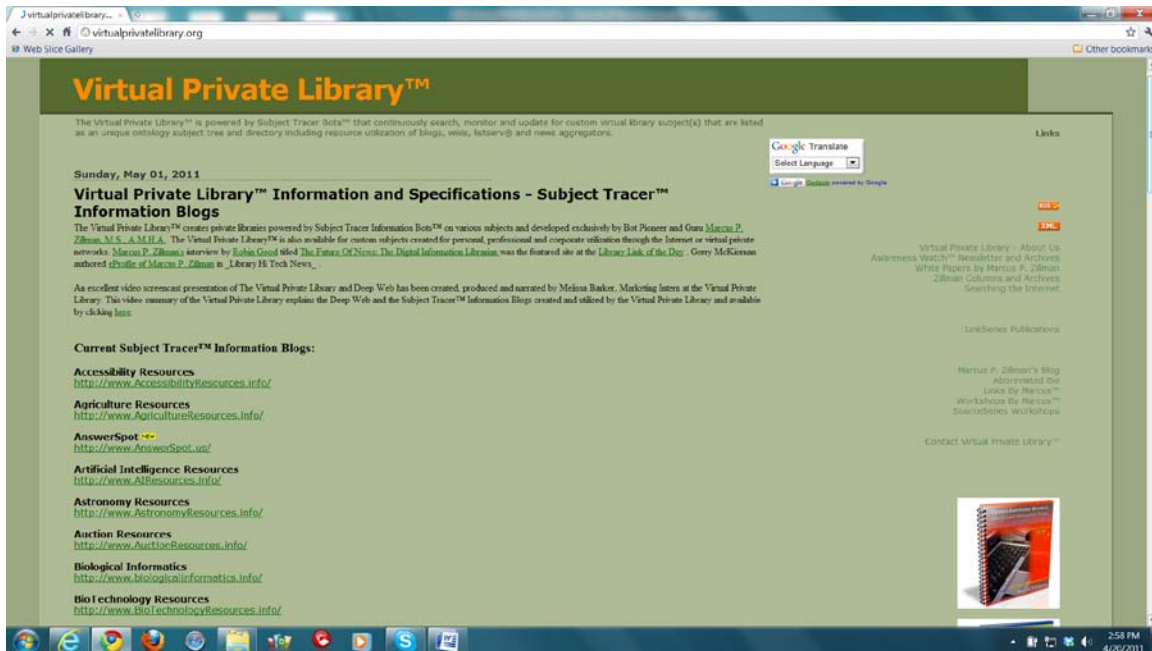 virtualprivatelibrary...
virtualprivatelibrary.org
Web Slice Gallery
Other bookmarks
Virtual Private Library™
The Virtual Private Library™ is powered by Subject Tracer Bots™ that continuously search, monitor and update for custom virtual library subject(s) that are listed
as an unique ontology subject tree and directory including resource utilization of blogs, wikis, listserv® and news aggregators.
Links
Google Translate
Select Language
Google Gadgets powered by Google
Sunday, May 01, 2011
Virtual Private Library™ Information and Specifications - Subject Tracer™
Information Blogs
The Virtual Private Library™ creates private libraries powered by Subject Tracer Information Bots™ on various subjects and developed exclusively by Bot Pioneer and Guru Marcus P.
Zillman, M.S., A.M.H.A. The Virtual Private Library™ is also available for custom subjects created for personal, professional and corporate utilization through the Internet or virtual private
networks. Marcus P. Zillman's interview by Robin Good titled The Future Of News: The Digital Information Librarian was the featured site at the Library Link of the Day . Gerry McKiernan
authored eProfile of Marcus P. Zillman in _Library Hi Tech News_ .
An excellent video screencast presentation of The Virtual Private Library and Deep Web has been created, produced and narrated by Melissa Barker, Marketing Intern at the Virtual Private
Library. This video summary of the Virtual Private Library explains the Deep Web and the Subject Tracer™ Information Blogs created and utilized by the Virtual Private Library and available
by clicking here.
Current Subject Tracer™ Information Blogs:
Accessibility Resources
http://www.AccessibilityResources.info/
Agriculture Resources
http://www.AgricultureResources.info/
AnswerSpot NEW
http://www.AnswerSpot.us/
Artificial Intelligence Resources
http://www.AIResources.info/
Astronomy Resources
http://www.AstronomyResources.info/
Auction Resources
http://www.AuctionResources.info/
Biological Informatics
http://www.biologicalinformatics.info/
BioTechnology Resources
http://www.BioTechnologyResources.info/
RSS
XML
Virtual Private Library - About Us
Awareness Watch™ Newsletter and Archives
White Papers by Marcus P. Zillman
Zillman Columns and Archives
Searching the Internet
LinkSeries Publications
Marcus P. Zillman's Blog
Abbreviated Bio
Links By Marcus™
Workshops By Marcus™
SourceSeries Workshops
Contact Virtual Private Library™
2:58 PM
4/20/2011